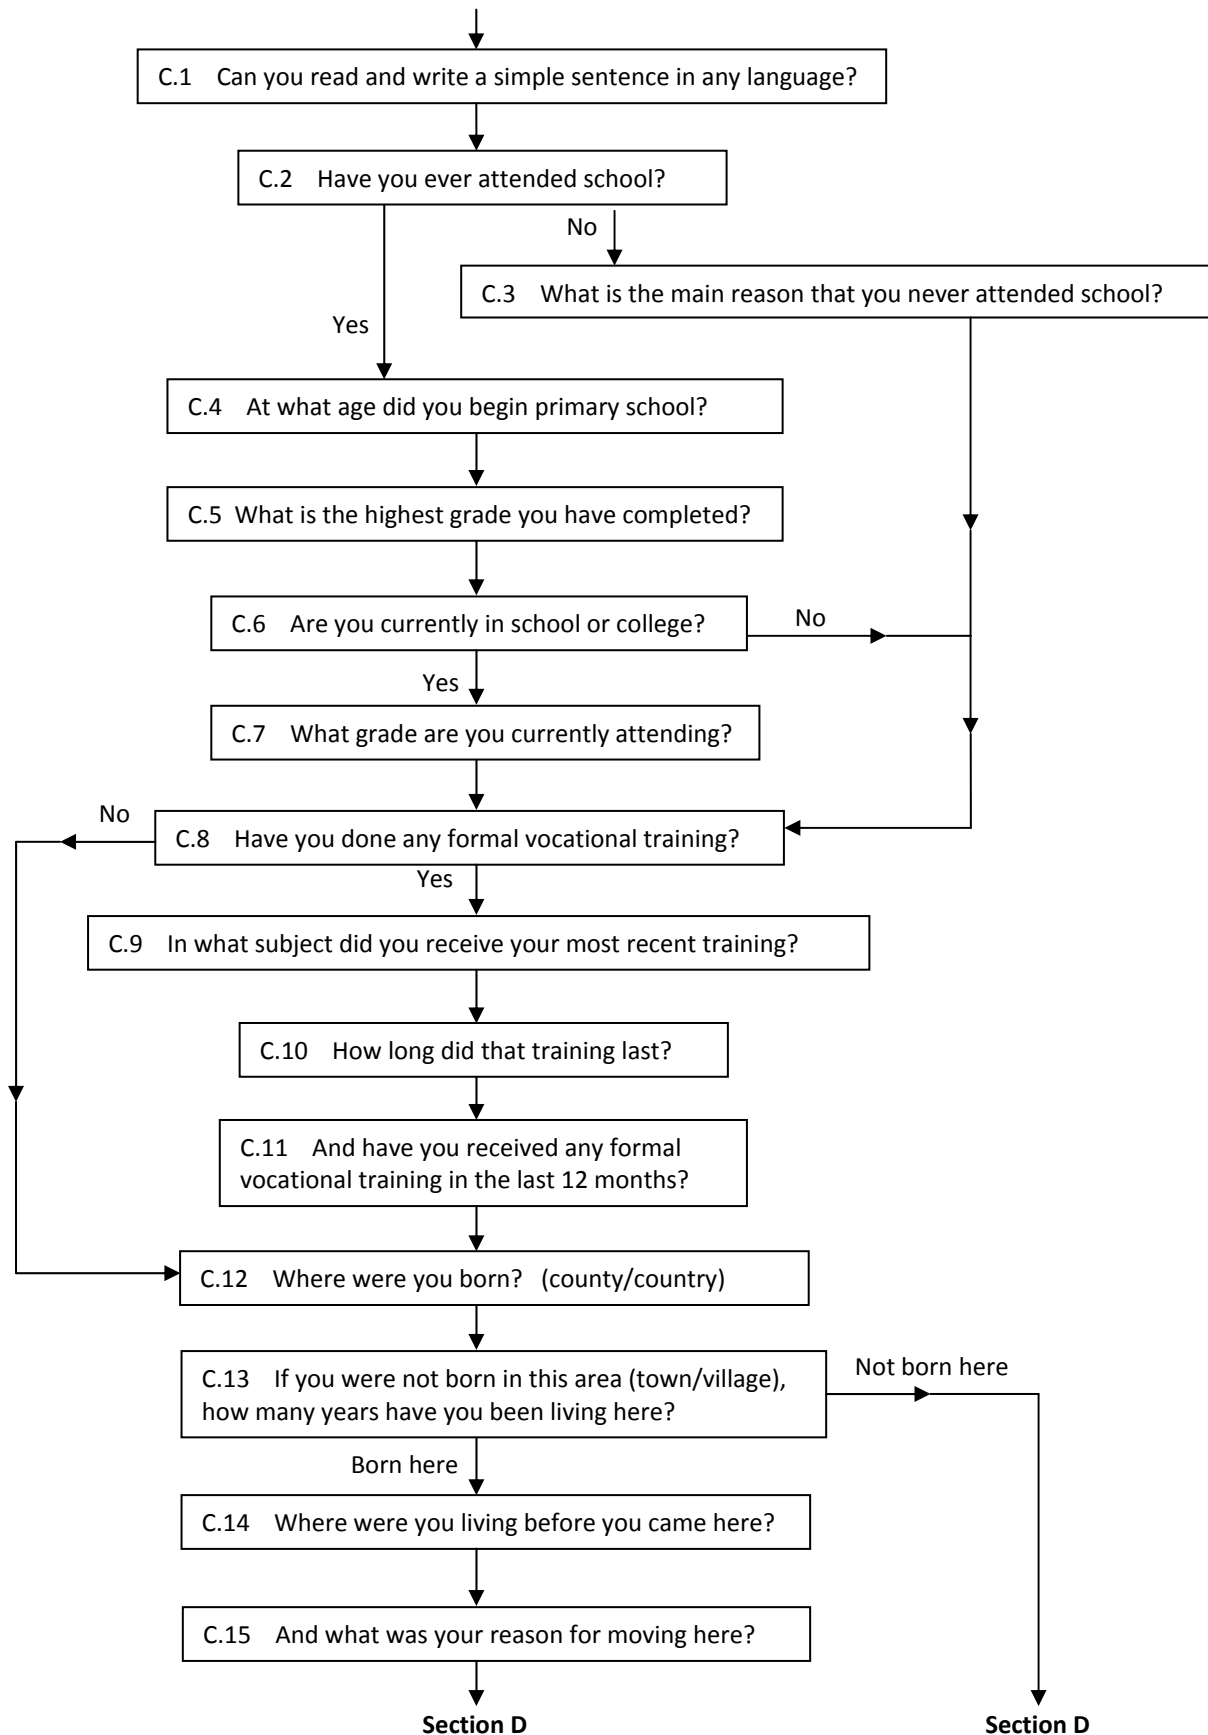 C.1 Can you read and write a simple sentence in any language?
C.2 Have you ever attended school?
No
C.3 What is the main reason that you never attended school?
Yes
C.4 At what age did you begin primary school?
C.5 What is the highest grade you have completed?
C.6 Are you currently in school or college?
No
Yes
C.7 What grade are you currently attending?
No
C.8 Have you done any formal vocational training?
Yes
C.9 In what subject did you receive your most recent training?
C.10 How long did that training last?
C.11 And have you received any formal
vocational training in the last 12 months?
C.12 Where were you born? (county/country)
C.13 If you were not born in this area (town/village),
how many years have you been living here?
Not born here
Born here
C.14 Where were you living before you came here?
C.15 And what was your reason for moving here?
Section D
Section D